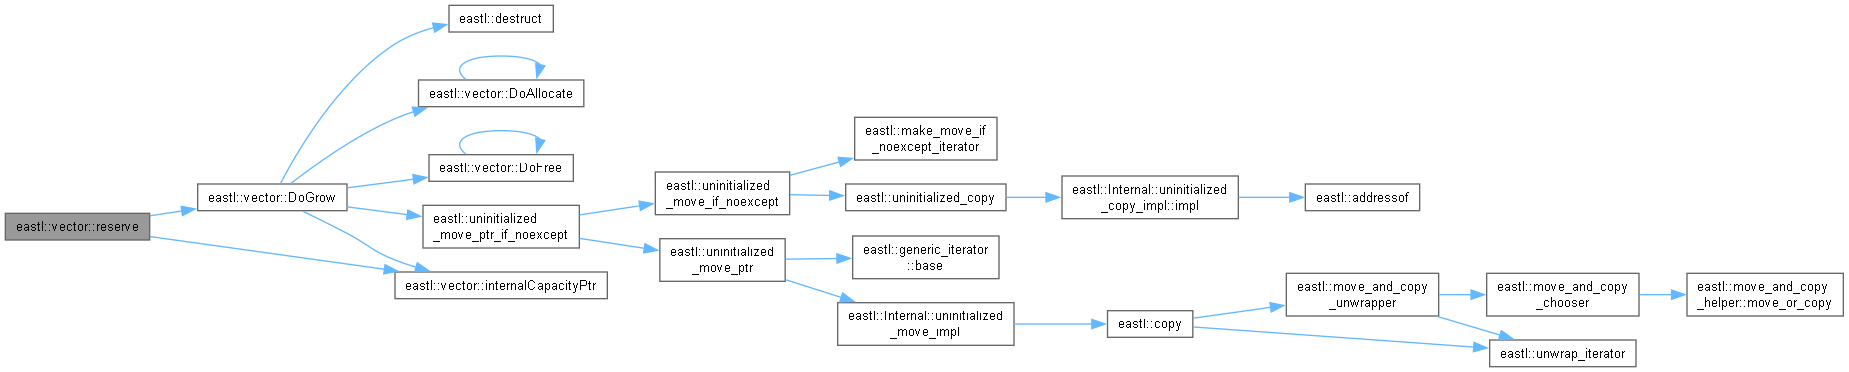 eastl::vector::reserve
eastl::vector::DoGrow
eastl::destruct
eastl::vector::DoAllocate
eastl::vector::DoFree
eastl::uninitialized
_move_ptr_if_noexcept
eastl::vector::internalCapacityPtr
eastl::uninitialized
_move_if_noexcept
eastl::uninitialized
_move_ptr
eastl::make_move_if
_noexcept_iterator
eastl::uninitialized_copy
eastl::generic_iterator
::base
eastl::Internal::uninitialized
_move_impl
eastl::Internal::uninitialized
_copy_impl::impl
eastl::copy
eastl::addressof
eastl::move_and_copy
_unwrapper
eastl::move_and_copy
_chooser
eastl::unwrap_iterator
eastl::move_and_copy
_helper::move_or_copy